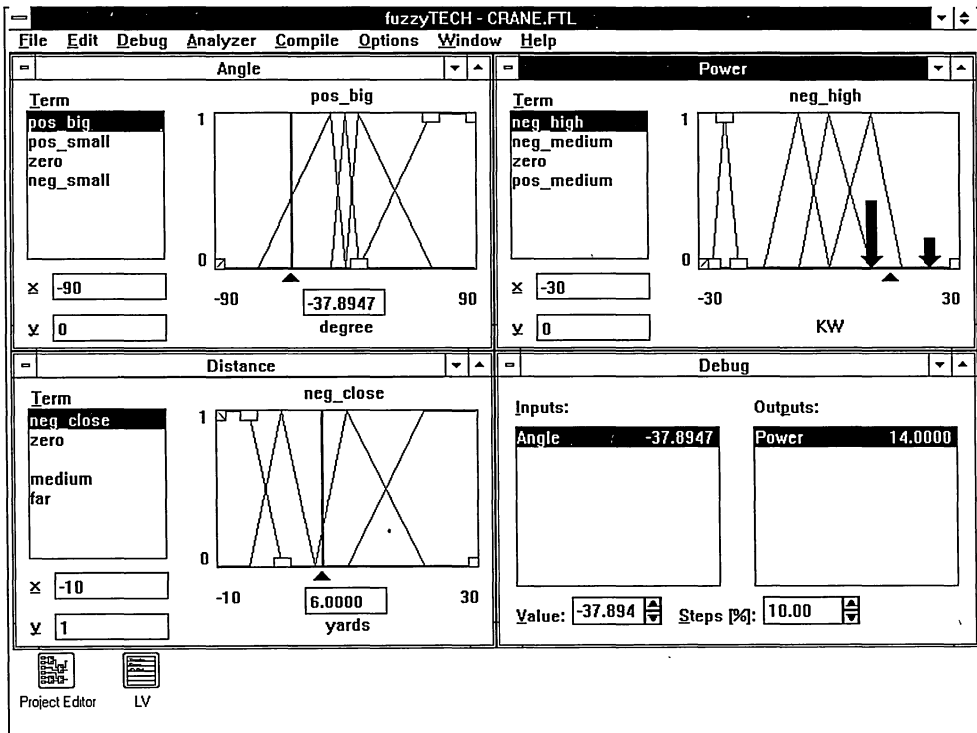 fuzzyTECH - CRANE.FTL
File Edit Debug Analyzer Compile Options Window Help
Angle
Term
pos_big
pos_small
zero
neg_small
x -90
y 0
pos_big
1
0
-90
-37.8947
90
degree
Power
Term
neg_high
neg_medium
zero
pos_medium
x -30
y 0
neg_high
1
0
-30
30
KW
Distance
Term
neg_close
zero
medium
far
x -10
y 1
neg_close
1
0
-10
6.0000
30
yards
Debug
Inputs:
Angle -37.8947
Outputs:
Power 14.0000
Value: -37.894 Steps [%]: 10.00
Project Editor
LV